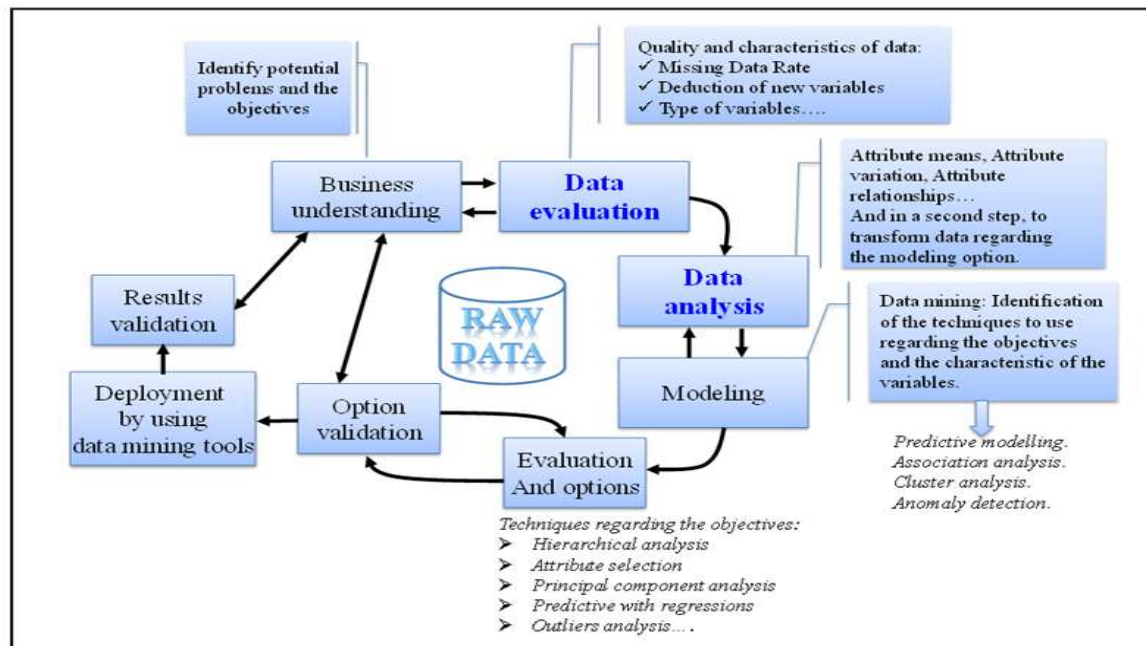 Identify potential
problems and the
objectives
Quality and characteristics of data:
✓ Missing Data Rate
✓ Deduction of new variables
✓ Type of variables….
Business
understanding
Data
evaluation
Attribute means, Attribute
variation, Attribute
relationships…
And in a second step, to
transform data regarding
the modeling option.
Data
analysis
Results
validation
RAW
DATA
Data mining: Identification
of the techniques to use
regarding the objectives
and the characteristic of the
variables.
Modeling
Deployment
by using
data mining tools
Option
validation
Evaluation
And options
Predictive modelling.
Association analysis.
Cluster analysis.
Anomaly detection.
Techniques regarding the objectives:
➢ Hierarchical analysis
➢ Attribute selection
➢ Principal component analysis
➢ Predictive with regressions
➢ Outliers analysis… .